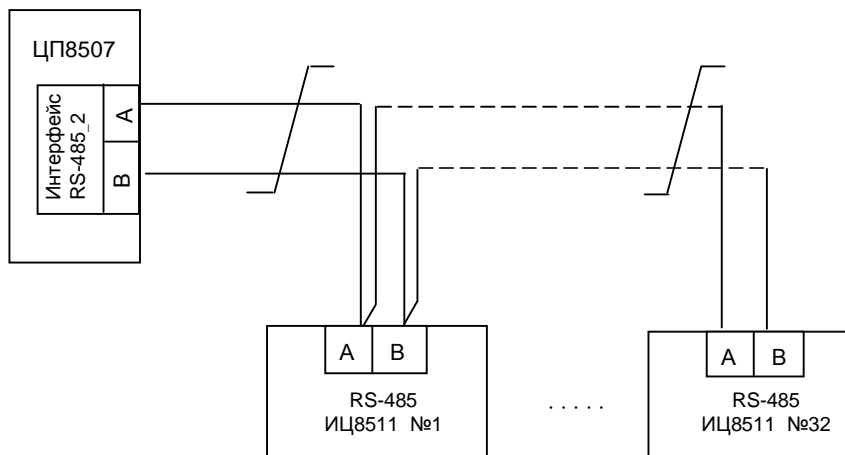 ЦП8507
Интерфейс
RS-485_2
A
B
A
B
RS-485
ИЦ8511 №1
. . . . .
A
B
RS-485
ИЦ8511 №32